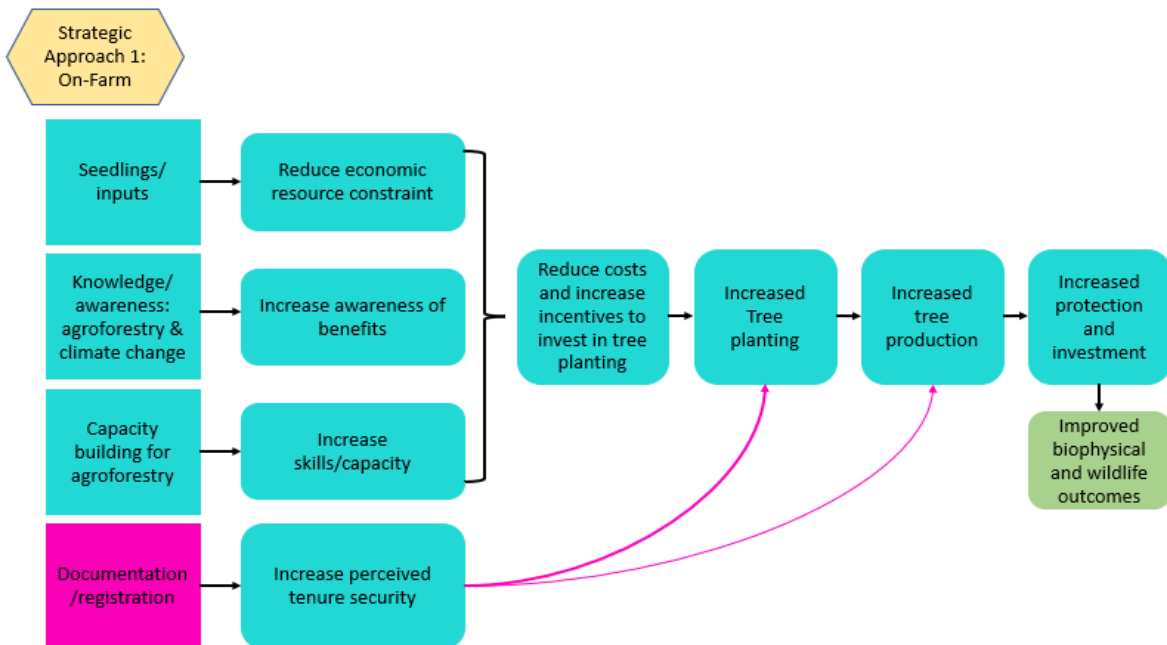 Strategic
Approach 1:
On-Farm
Seedlings/
inputs
Reduce economic
resource constraint
Knowledge/
awareness:
agroforestry &
climate change
Increase awareness of
benefits
Capacity
building for
agroforestry
Increase
skills/capacity
Documentation
/registration
Increase perceived
tenure security
Reduce costs
and increase
incentives to
invest in tree
planting
Increased
Tree
planting
Increased
tree
production
Increased
protection
and
investment
Improved
biophysical
and wildlife
outcomes